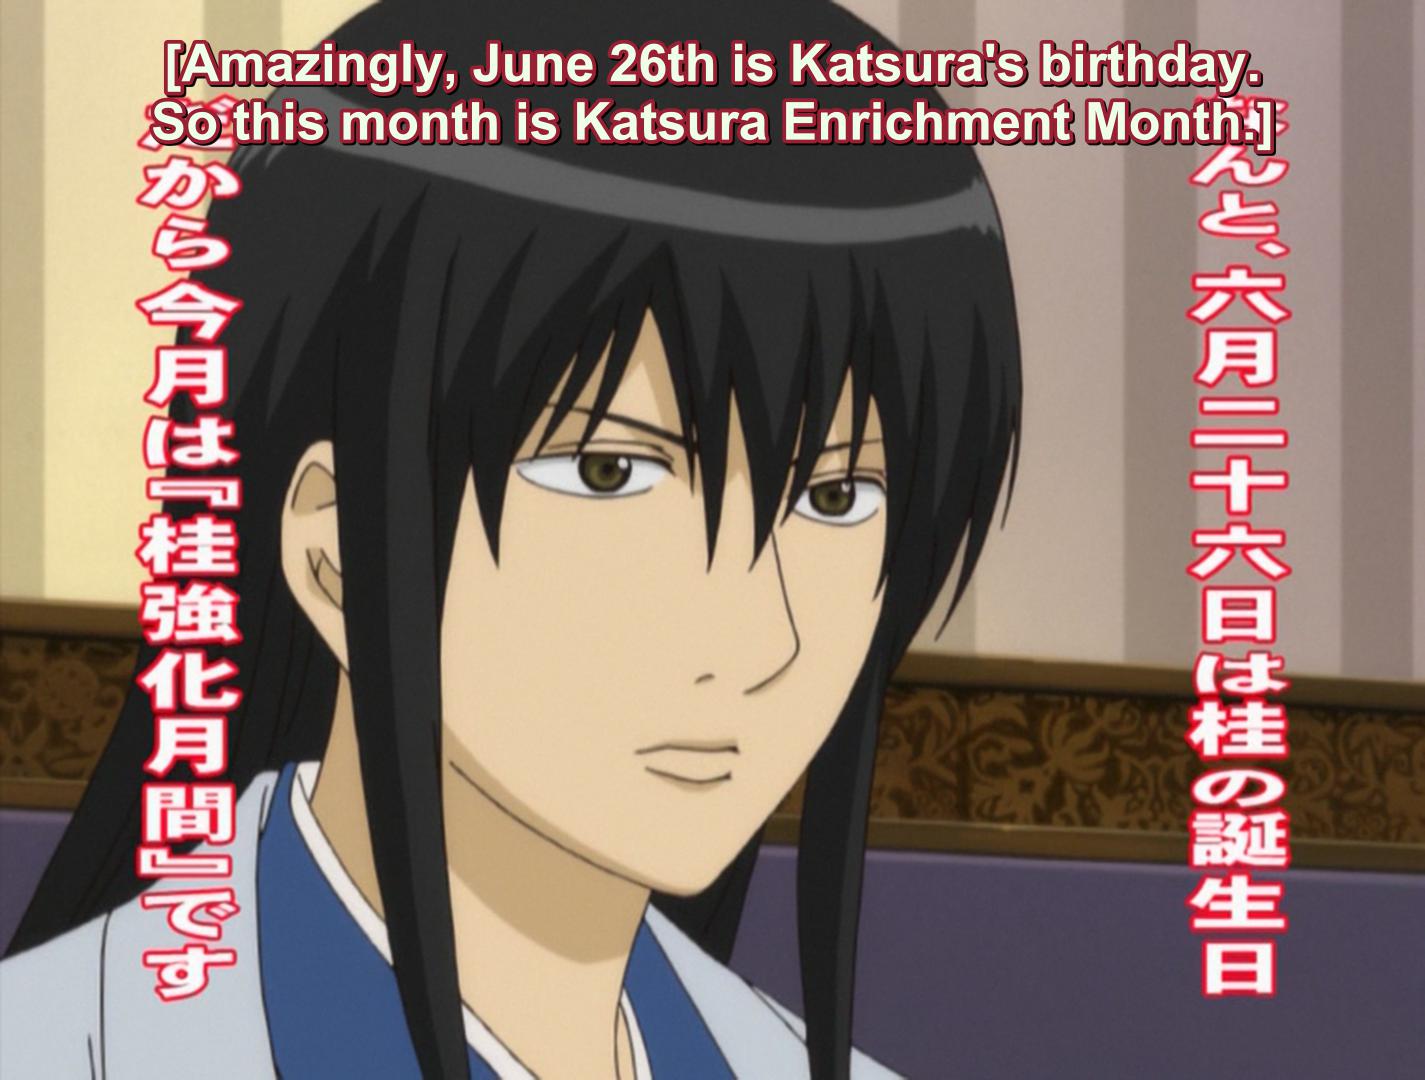 [Amazingly, June 26th is Katsura's birthday.
So this month is Katsura Enrichment Month.]
なんと、六月二十六日は桂の誕生日
だから今月は『桂強化月間』です